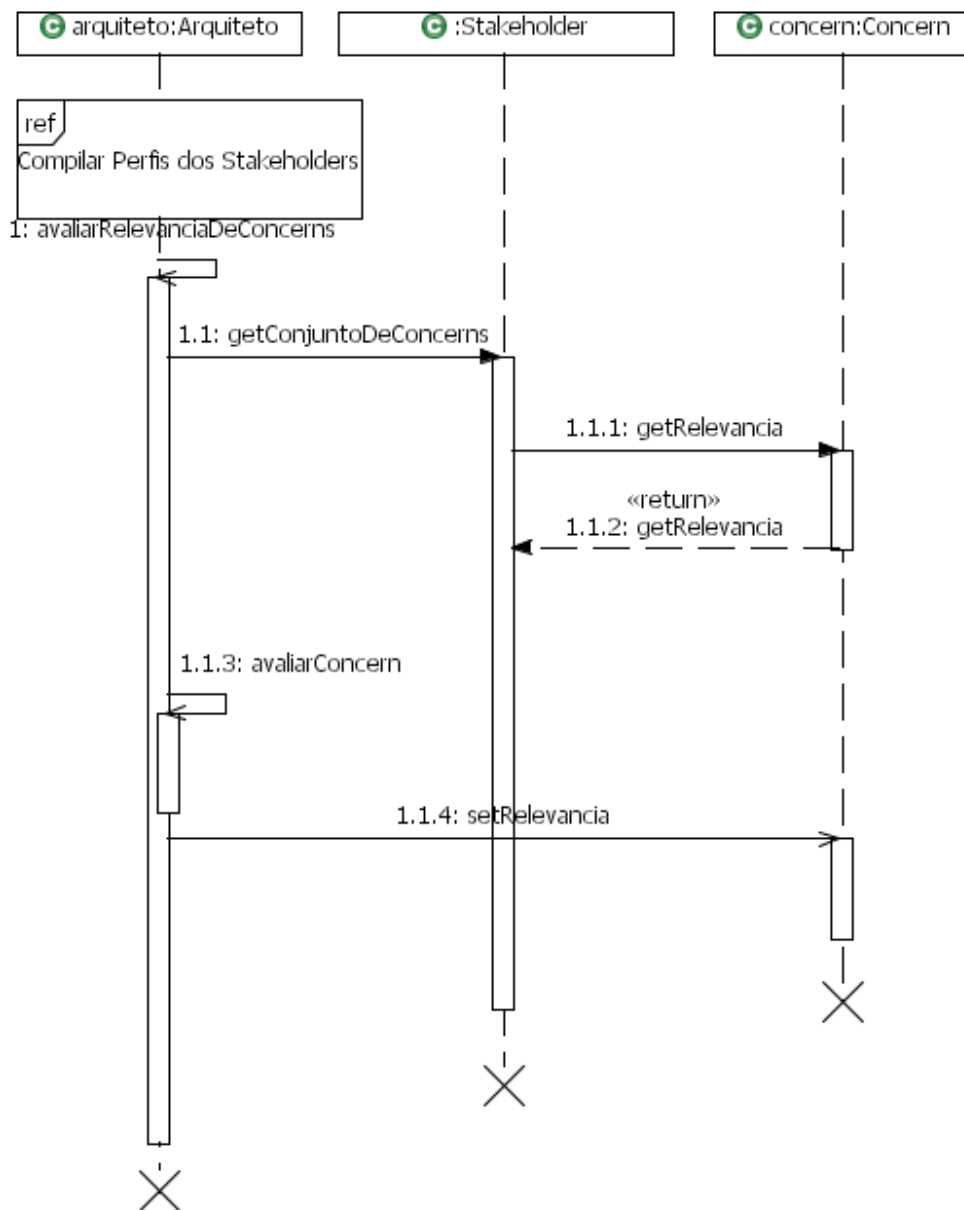 C arquiteto:Arquiteto
C :Stakeholder
C concern:Concern
ref
Compilar Perfis dos Stakeholders
1: avaliarRelevanciaDeConcerns
1.1: getConjuntoDeConcerns
1.1.1: getRelevancia
«return»
1.1.2: getRelevancia
1.1.3: avaliarConcern
1.1.4: setRelevancia